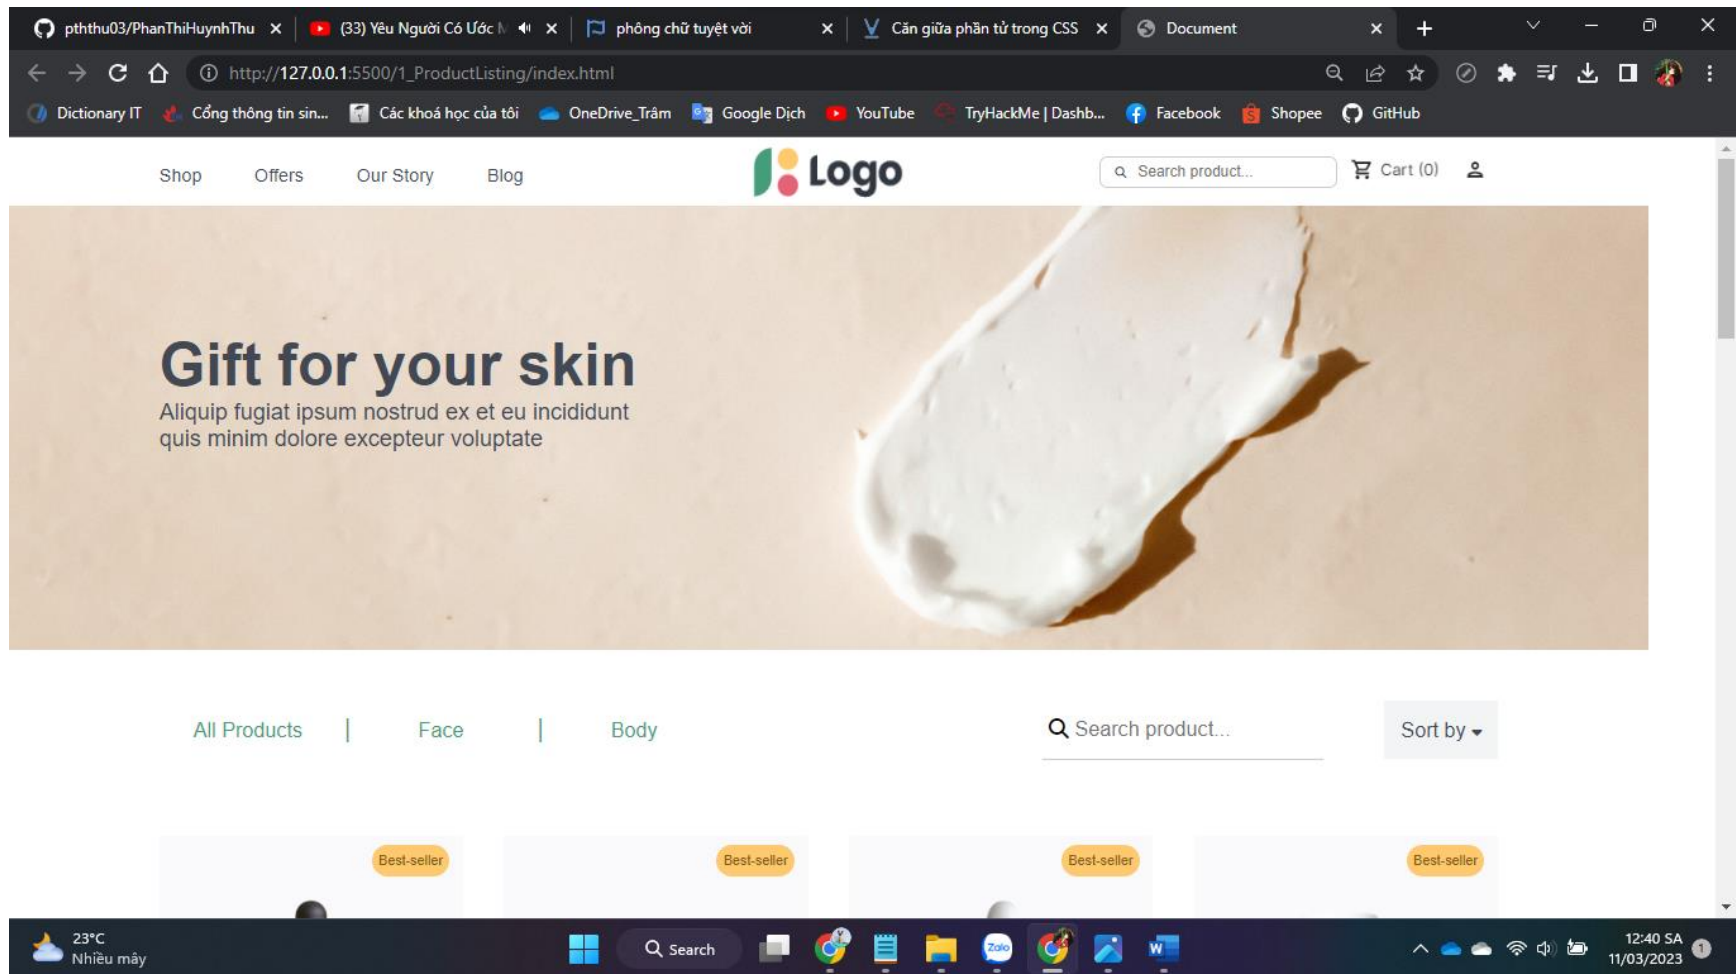 pththu03/PhanThiHuynhThu
(33) Yêu Người Có Ước M
phông chữ tuyệt vời
Căn giữa phần tử trong CSS
Document
http://127.0.0.1:5500/1_ProductListing/index.html
Dictionary IT
Cổng thông tin sin...
Các khoá học của tôi
OneDrive_Trâm
Google Dịch
YouTube
TryHackMe | Dashb...
Facebook
Shopee
GitHub
Shop Offers Our Story Blog
Logo
Search product...
Cart (0)
Gift for your skin
Aliquip fugiat ipsum nostrud ex et eu incididunt
quis minim dolore excepteur voluptate
All Products | Face | Body
Search product...
Sort by
Best-seller
Best-seller
Best-seller
Best-seller
23°C
Nhiều mây
Search
Zalo
W
12:40 SA
11/03/2023
1